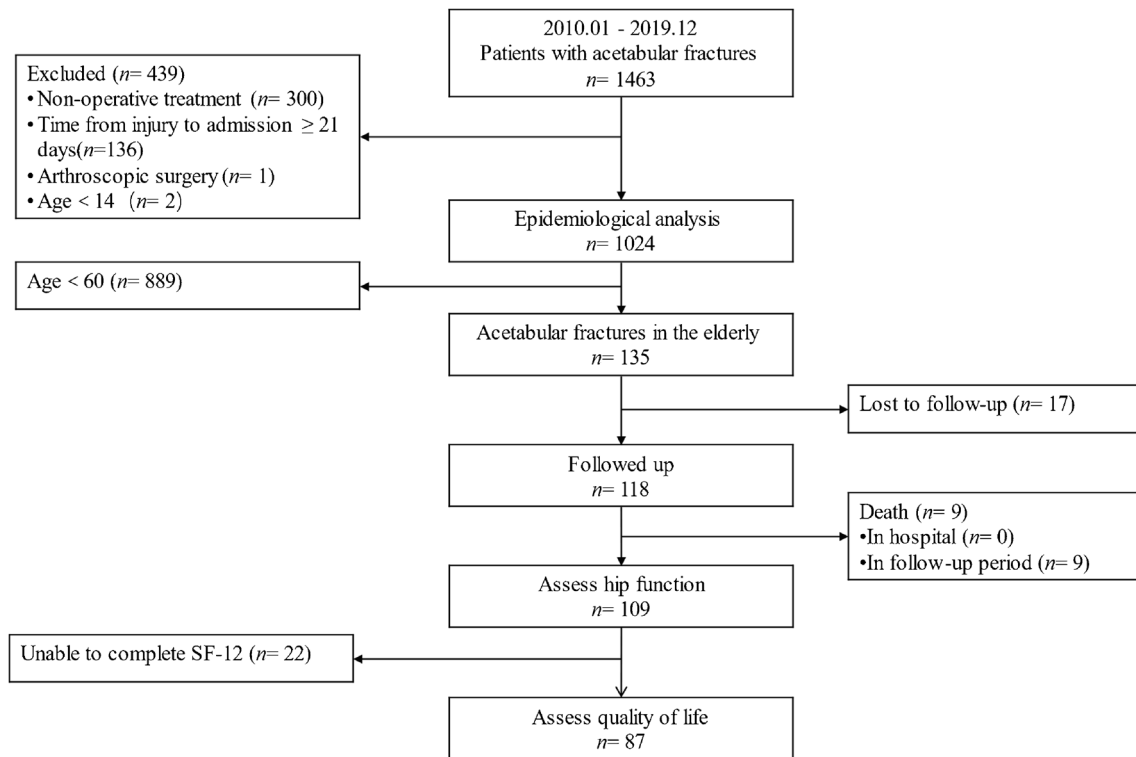 2010.01 - 2019.12
Patients with acetabular fractures
n= 1463
Excluded (n= 439)
•Non-operative treatment (n= 300)
•Time from injury to admission ≥ 21
days(n=136)
•Arthroscopic surgery(n= 1)
•Age < 14 (n= 2)
Epidemiological analysis
n= 1024
Age < 60 (n= 889)
Acetabular fractures in the elderly
n= 135
Lost to follow-up (n= 17)
Followed up
n= 118
Death (n= 9)
•In hospital (n= 0)
•In follow-up period (n= 9)
Assess hip function
n= 109
Unable to complete SF-12 (n= 22)
Assess quality of life
n= 87